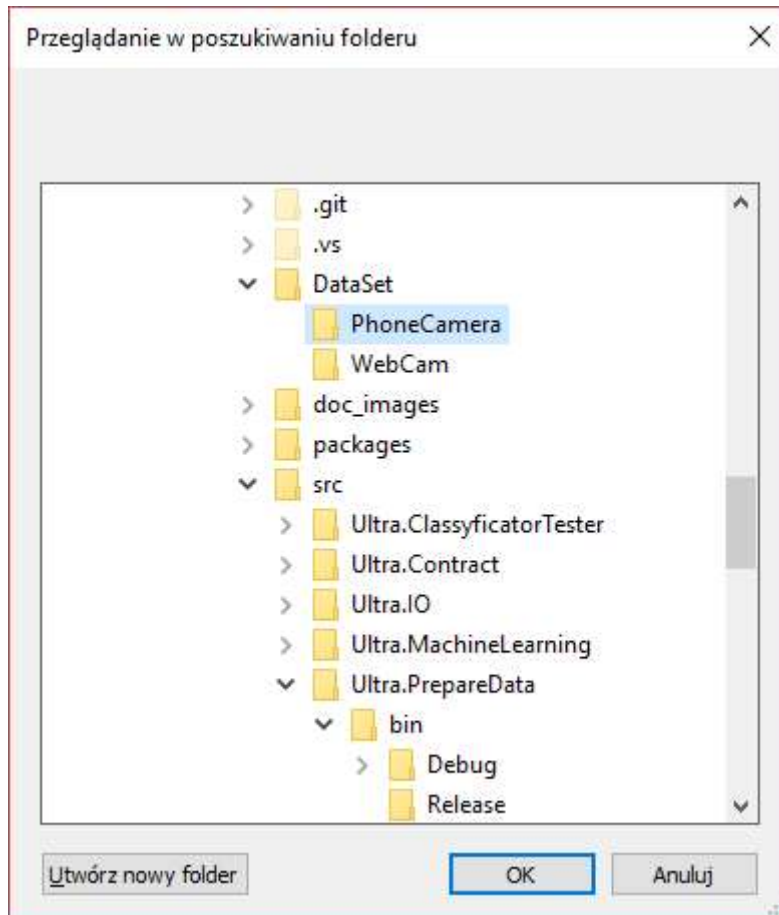 Przeglądanie w poszukiwaniu folderu
.git
.vs
DataSet
PhoneCamera
WebCam
doc_images
packages
src
Ultra.ClassyficatorTester
Ultra.Contract
Ultra.IO
Ultra.MachineLearning
Ultra.PrepareData
bin
Debug
Release
Utwórz nowy folder OK Anuluj